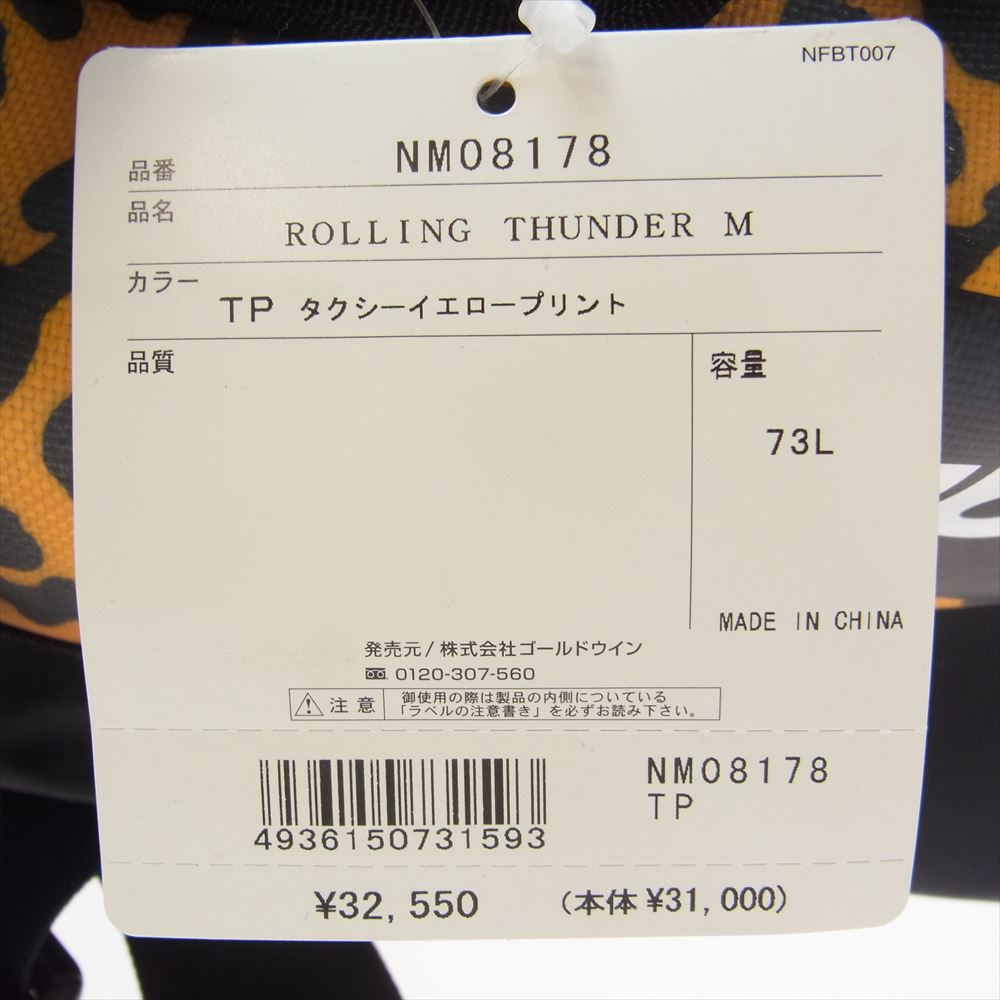 NFBT007
品番 NM08178
品名 ROLLING THUNDER M
カラー TP タクシーイエロープリント
品質
容量
73L
MADE IN CHINA
発売元/株式会社ゴールドウイン
0120-307-560
注意 御使用の際は製品の内側についている
「ラベルの注意書き」を必ずお読み下さい。
NM08178
TP
4936150731593
¥32,550 (本体¥31,000)